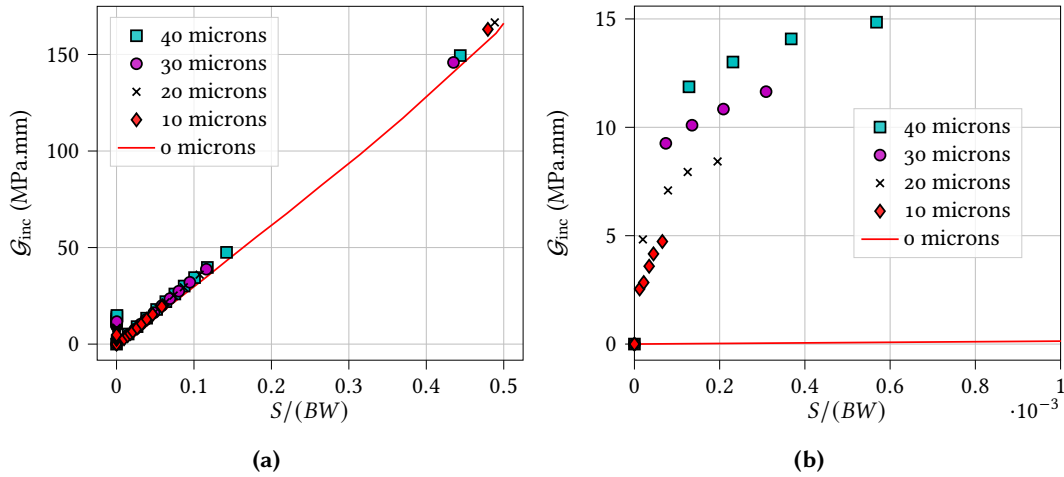 150
100
50
0
𝒢inc (MPa.mm)
0
0.1
0.2
0.3
0.4
0.5
S/(BW)
40 microns
30 microns
20 microns
10 microns
0 microns
(a)
15
10
5
0
𝒢inc (MPa.mm)
0
0.2
0.4
0.6
0.8
1
S/(BW)
·10⁻³
40 microns
30 microns
20 microns
10 microns
0 microns
(b)